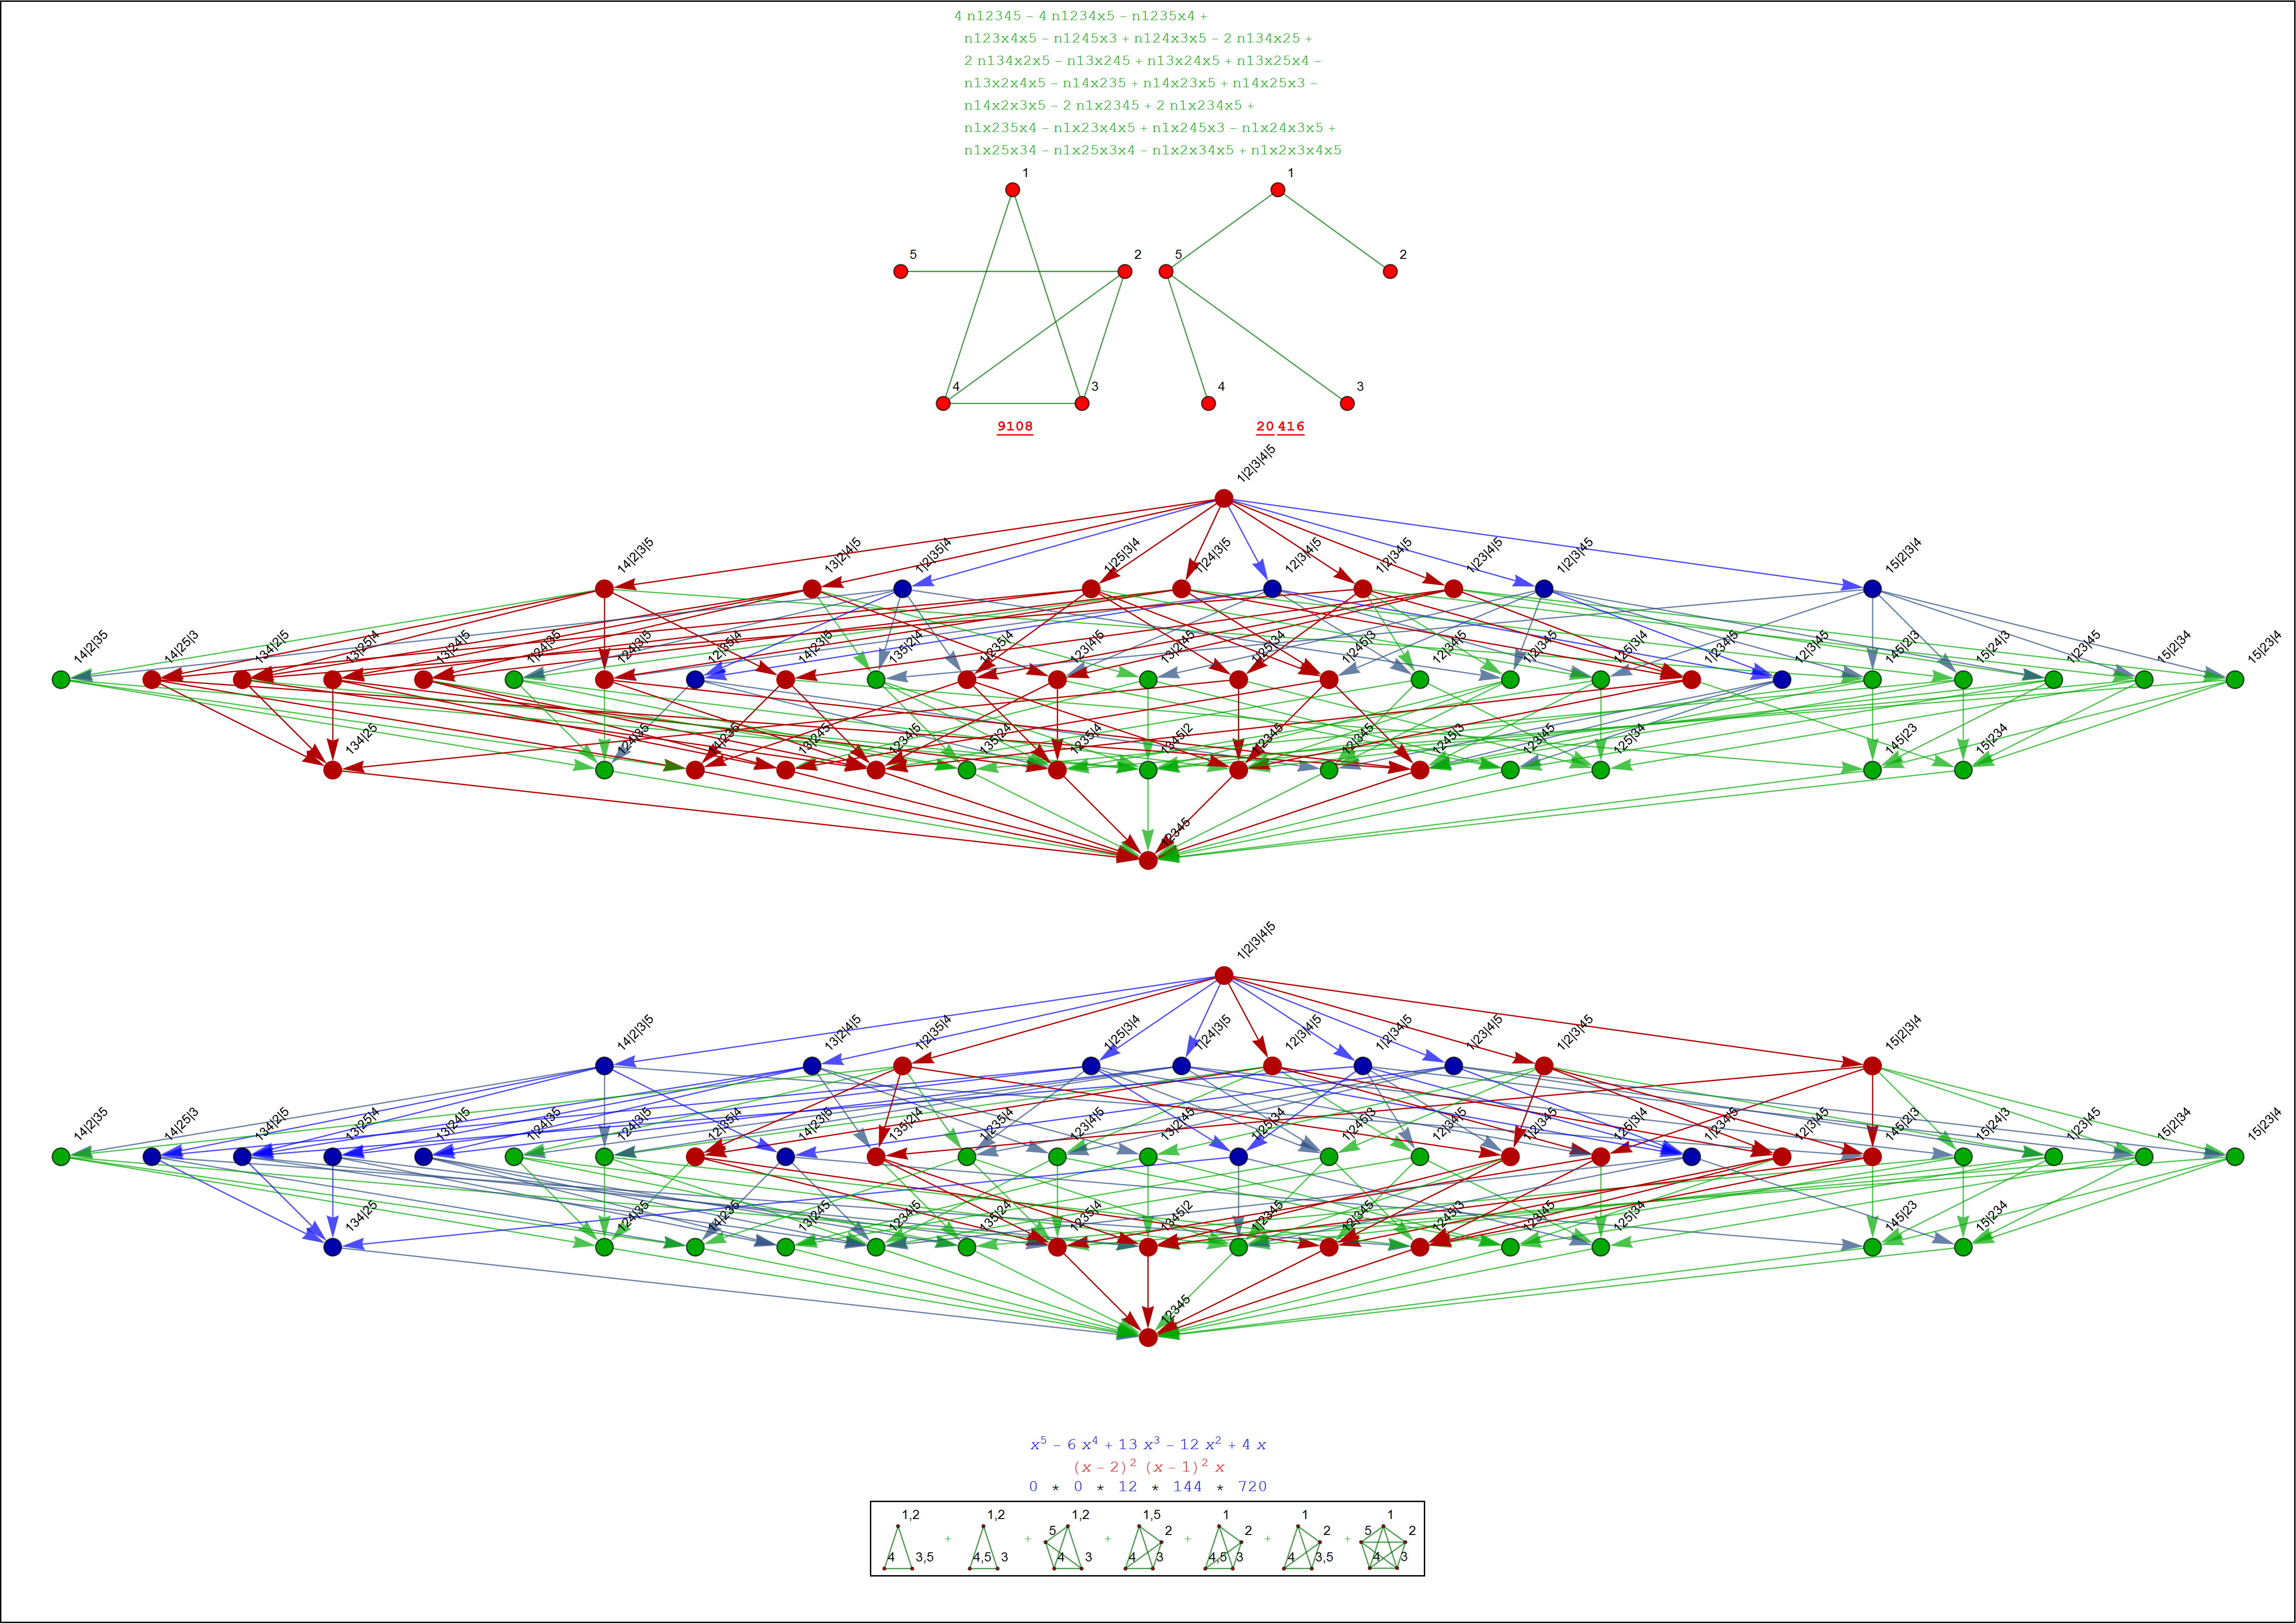 4 n12345 − 4 n1234x5 − n1235x4 +
n123x4x5 − n1245x3 + n124x3x5 − 2 n134x25 +
2 n134x2x5 − n13x245 + n13x24x5 + n13x25x4 −
n13x2x4x5 − n14x235 + n14x23x5 + n14x25x3 −
n14x2x3x5 − 2 n1x2345 + 2 n1x234x5 +
n1x235x4 − n1x23x4x5 + n1x245x3 − n1x24x3x5 +
n1x25x34 − n1x25x3x4 − n1x2x34x5 + n1x2x3x4x5
1 1
5 2 5 2
4 3 4 3
9108 20 416
1|2|3|4|5
14|2|3|5 13|2|4|5 1|2|35|4 1|25|3|4 1|24|3|5 12|3|4|5 1|2|34|5 1|23|4|5 1|2|3|45 15|2|3|4
14|2|35 14|25|3 134|2|5 13|25|4 13|24|5 1|24|35 124|3|5 12|35|4 14|23|5 135|2|4 1|235|4 123|4|5 13|2|45 1|25|34 1|245|3 12|34|5 1|2|345 125|3|4 1|234|5 12|3|45 145|2|3 15|24|3 1|23|45 15|2|34 15|23|4
134|25 124|35 14|235 13|245 1234|5 135|24 1235|4 1345|2 1|2345 12|345 1245|3 123|45 125|34 145|23 15|234
12345
1|2|3|4|5
14|2|3|5 13|2|4|5 1|2|35|4 1|25|3|4 1|24|3|5 12|3|4|5 1|2|34|5 1|23|4|5 1|2|3|45 15|2|3|4
14|2|35 14|25|3 134|2|5 13|25|4 13|24|5 1|24|35 124|3|5 12|35|4 14|23|5 135|2|4 1|235|4 123|4|5 13|2|45 1|25|34 1|245|3 12|34|5 1|2|345 125|3|4 1|234|5 12|3|45 145|2|3 15|24|3 1|23|45 15|2|34 15|23|4
134|25 124|35 14|235 13|245 1234|5 135|24 1235|4 1345|2 1|2345 12|345 1245|3 123|45 125|34 145|23 15|234
12345
x⁵ − 6 x⁴ + 13 x³ − 12 x² + 4 x
(x − 2)² (x − 1)² x
0 * 0 * 12 * 144 * 720
1,2 1,2 1,2 1,5 1 1 1
5 2 2 2 5 2
+ + + + + +
4 3,5 4,5 3 4 3 4 3 4,5 3 4 3,5 4 3